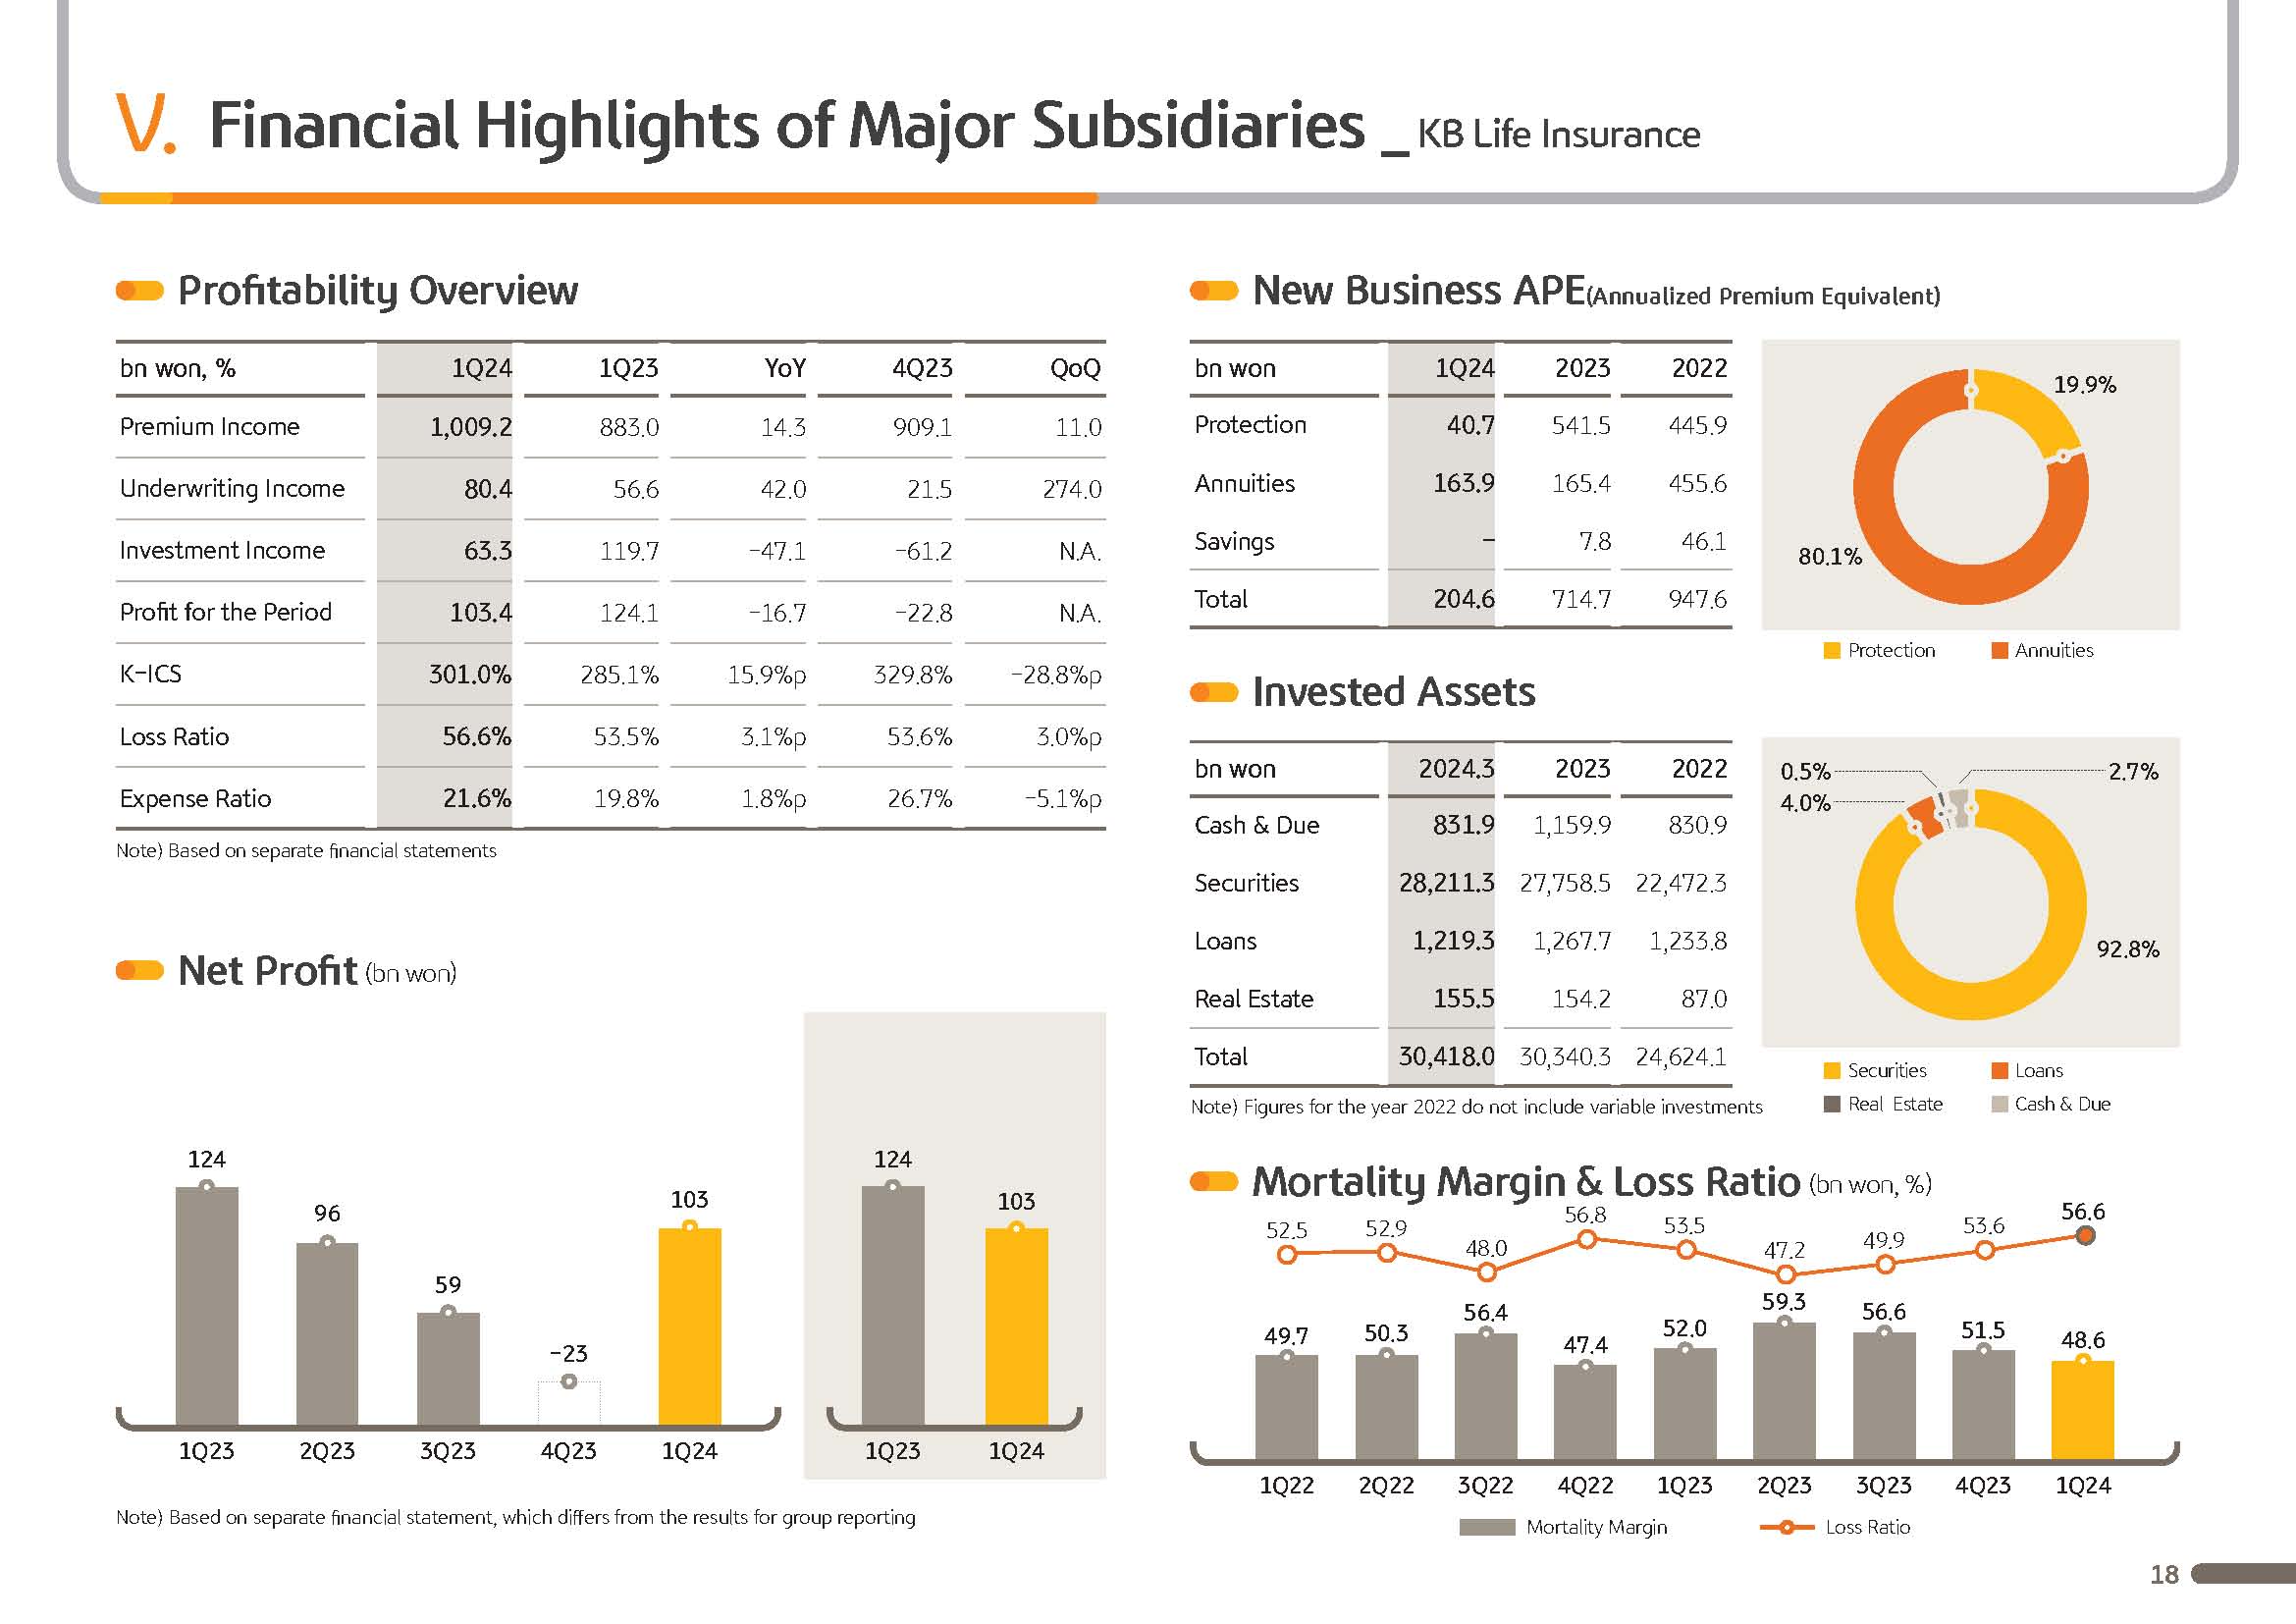 V. Financial Highlights of Major Subsidiaries _ KB Life Insurance
Profitability Overview
bn won, % 1Q24 1Q23 YoY 4Q23 QoQ
Premium Income 1,009.2 883.0 14.3 909.1 11.0
Underwriting Income 80.4 56.6 42.0 21.5 274.0
Investment Income 63.3 119.7 -47.1 -61.2 N.A.
Profit for the Period 103.4 124.1 -16.7 -22.8 N.A.
K-ICS 301.0% 285.1% 15.9%p 329.8% -28.8%p
Loss Ratio 56.6% 53.5% 3.1%p 53.6% 3.0%p
Expense Ratio 21.6% 19.8% 1.8%p 26.7% -5.1%p
Note) Based on separate financial statements
Net Profit (bn won)
124 96 59 -23 103
1Q23 2Q23 3Q23 4Q23 1Q24
124 103
1Q23 1Q24
Note) Based on separate financial statement, which differs from the results for group reporting
New Business APE(Annualized Premium Equivalent)
bn won 1Q24 2023 2022
Protection 40.7 541.5 445.9
Annuities 163.9 165.4 455.6
Savings - 7.8 46.1
Total 204.6 714.7 947.6
19.9%
80.1%
Protection Annuities
Invested Assets
bn won 2024.3 2023 2022
Cash & Due 831.9 1,159.9 830.9
Securities 28,211.3 27,758.5 22,472.3
Loans 1,219.3 1,267.7 1,233.8
Real Estate 155.5 154.2 87.0
Total 30,418.0 30,340.3 24,624.1
Note) Figures for the year 2022 do not include variable investments
0.5% 2.7%
4.0%
92.8%
Securities Loans
Real Estate Cash & Due
Mortality Margin & Loss Ratio (bn won, %)
52.5 52.9 48.0 56.8 53.5 47.2 49.9 53.6 56.6
49.7 50.3 56.4 47.4 52.0 59.3 56.6 51.5 48.6
1Q22 2Q22 3Q22 4Q22 1Q23 2Q23 3Q23 4Q23 1Q24
Mortality Margin Loss Ratio
18